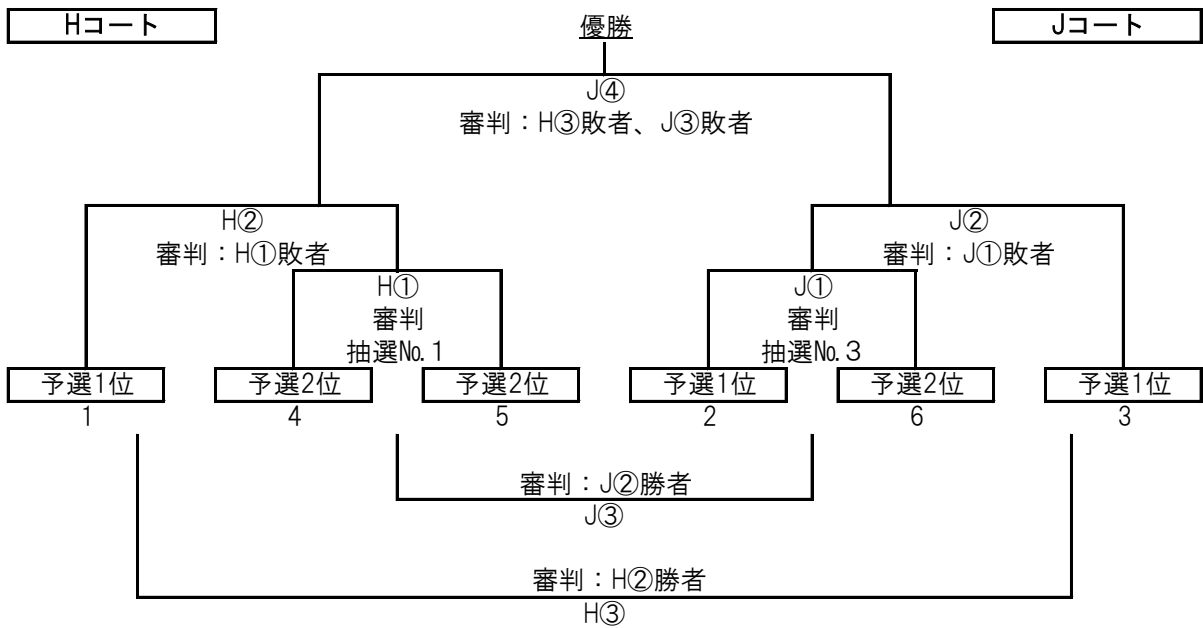 Hコート
優勝
Jコート
J④
審判：H③敗者、J③敗者
H②
審判：H①敗者
J②
審判：J①敗者
H①
審判
抽選№1
J①
審判
抽選№３
予選1位
予選2位
予選2位
予選1位
予選2位
予選1位
1
4
5
2
6
3
審判：J②勝者
J③
審判：H②勝者
H③